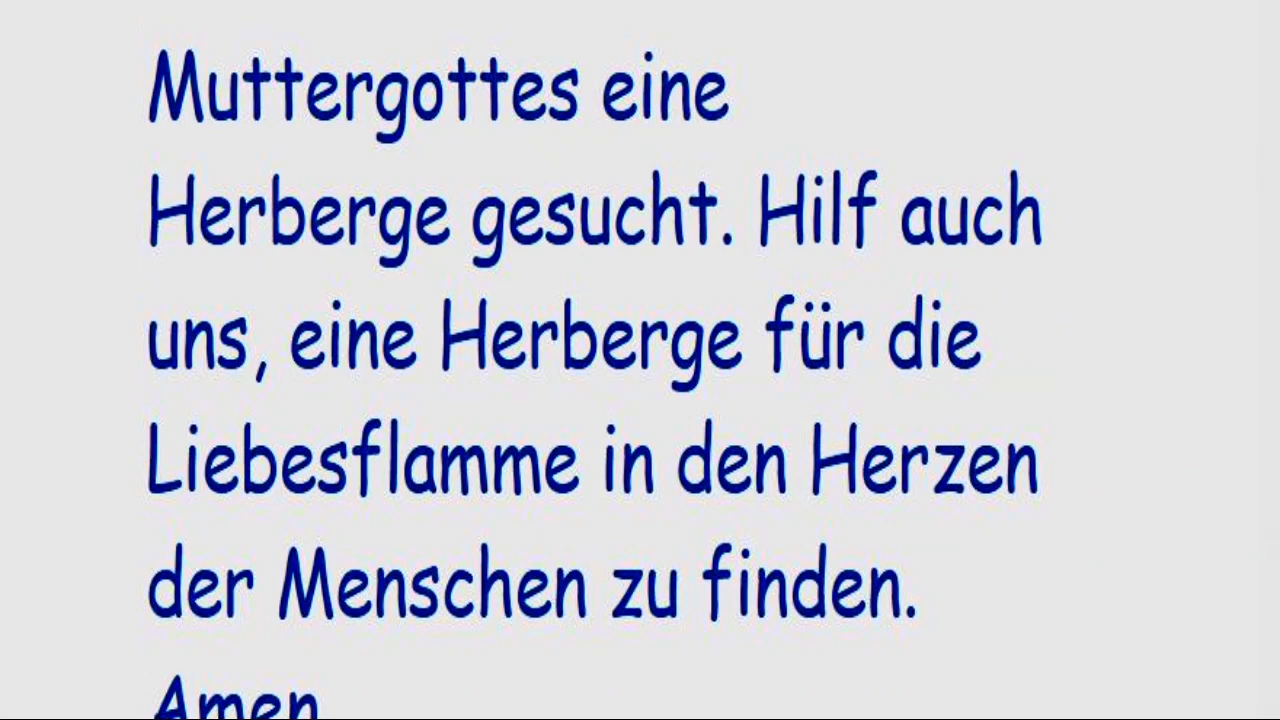 Muttergottes eine
Herberge gesucht. Hilf auch
uns, eine Herberge für die
Liebesflamme in den Herzen
der Menschen zu finden.
Amen